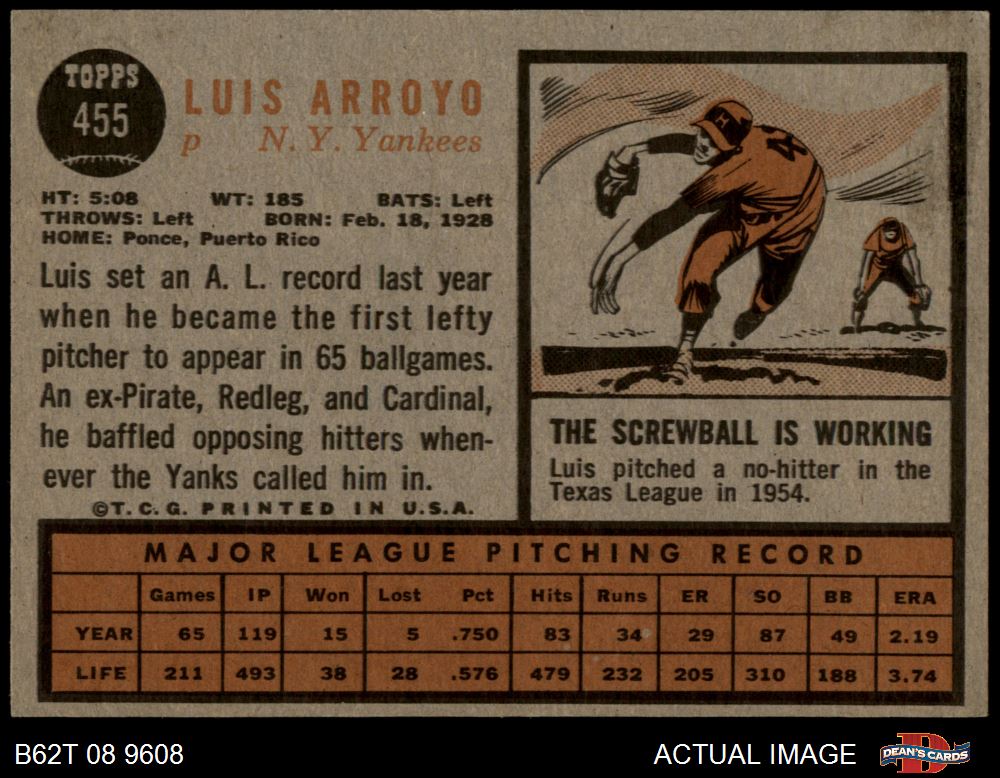 TOPPS
455
LUIS ARROYO
p N. Y. Yankees
HT: 5:08 WT: 185 BATS: Left
THROWS: Left BORN: Feb. 18, 1928
HOME: Ponce, Puerto Rico
Luis set an A. L. record last year
when he became the first lefty
pitcher to appear in 65 ballgames.
An ex-Pirate, Redleg, and Cardinal,
he baffled opposing hitters when-
ever the Yanks called him in.
©T. C. G. PRINTED IN U.S.A.
H
4
THE SCREWBALL IS WORKING
Luis pitched a no-hitter in the
Texas League in 1954.
MAJOR LEAGUE PITCHING RECORD
Games IP Won Lost Pct Hits Runs ER SO BB ERA
YEAR 65 119 15 5 .750 83 34 29 87 49 2.19
LIFE 211 493 38 28 .576 479 232 205 310 188 3.74
B62T 08 9608
ACTUAL IMAGE
DEAN'S CARDS